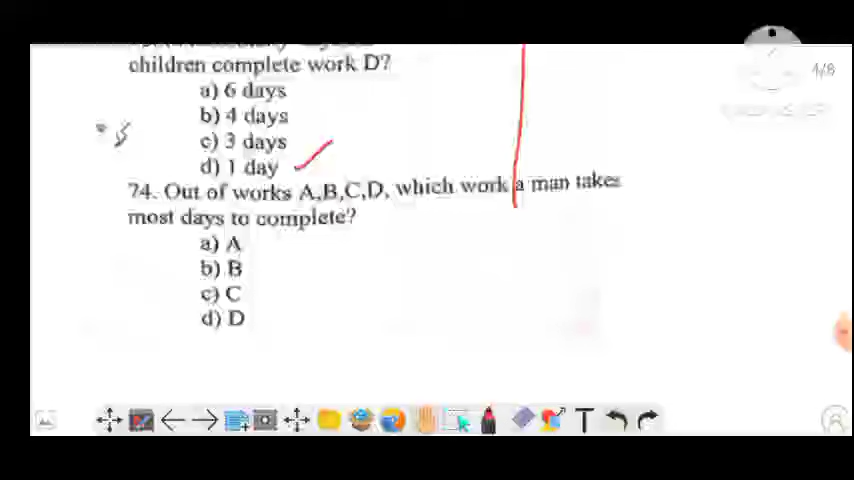 children complete work D?
a) 6 days
b) 4 days
c) 3 days
d) 1 day
74. Out of works A,B,C,D, which work a man takes
most days to complete?
a) A
b) B
c) C
d) D
4/8
T